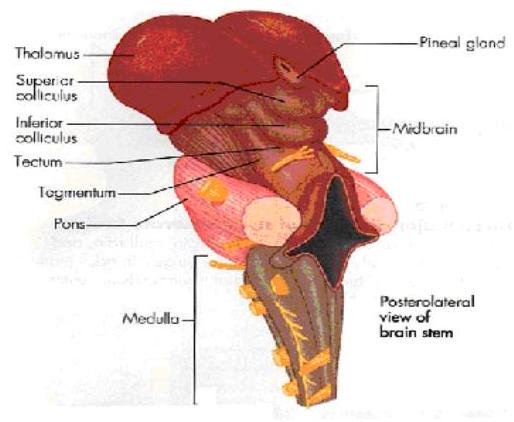 Thalamus
Pineal gland
Superior
colliculus
Inferior
colliculus
Midbrain
Tectum
Tegmentum
Pons
Medulla
Posterolateral
view of
brain stem